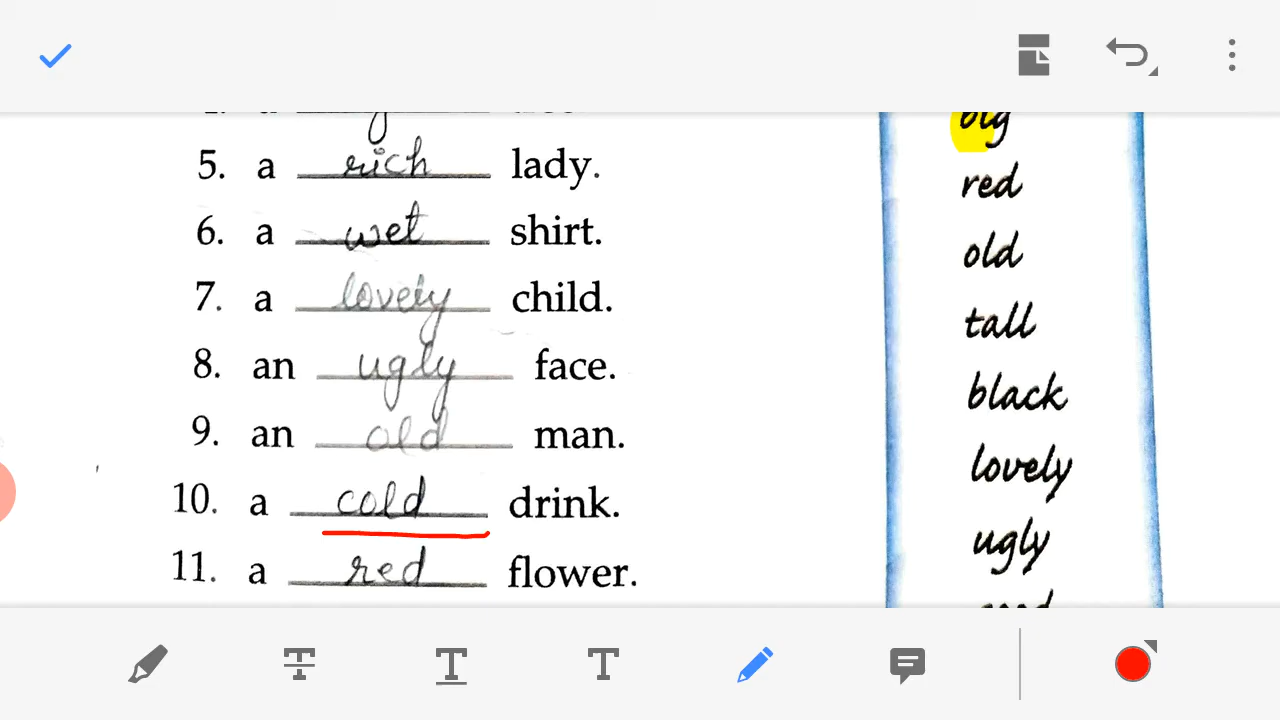 5. a rich lady.
6. a wet shirt.
7. a lovely child.
8. an ugly face.
9. an old man.
10. a cold drink.
11. a red flower.
big
red
old
tall
black
lovely
ugly